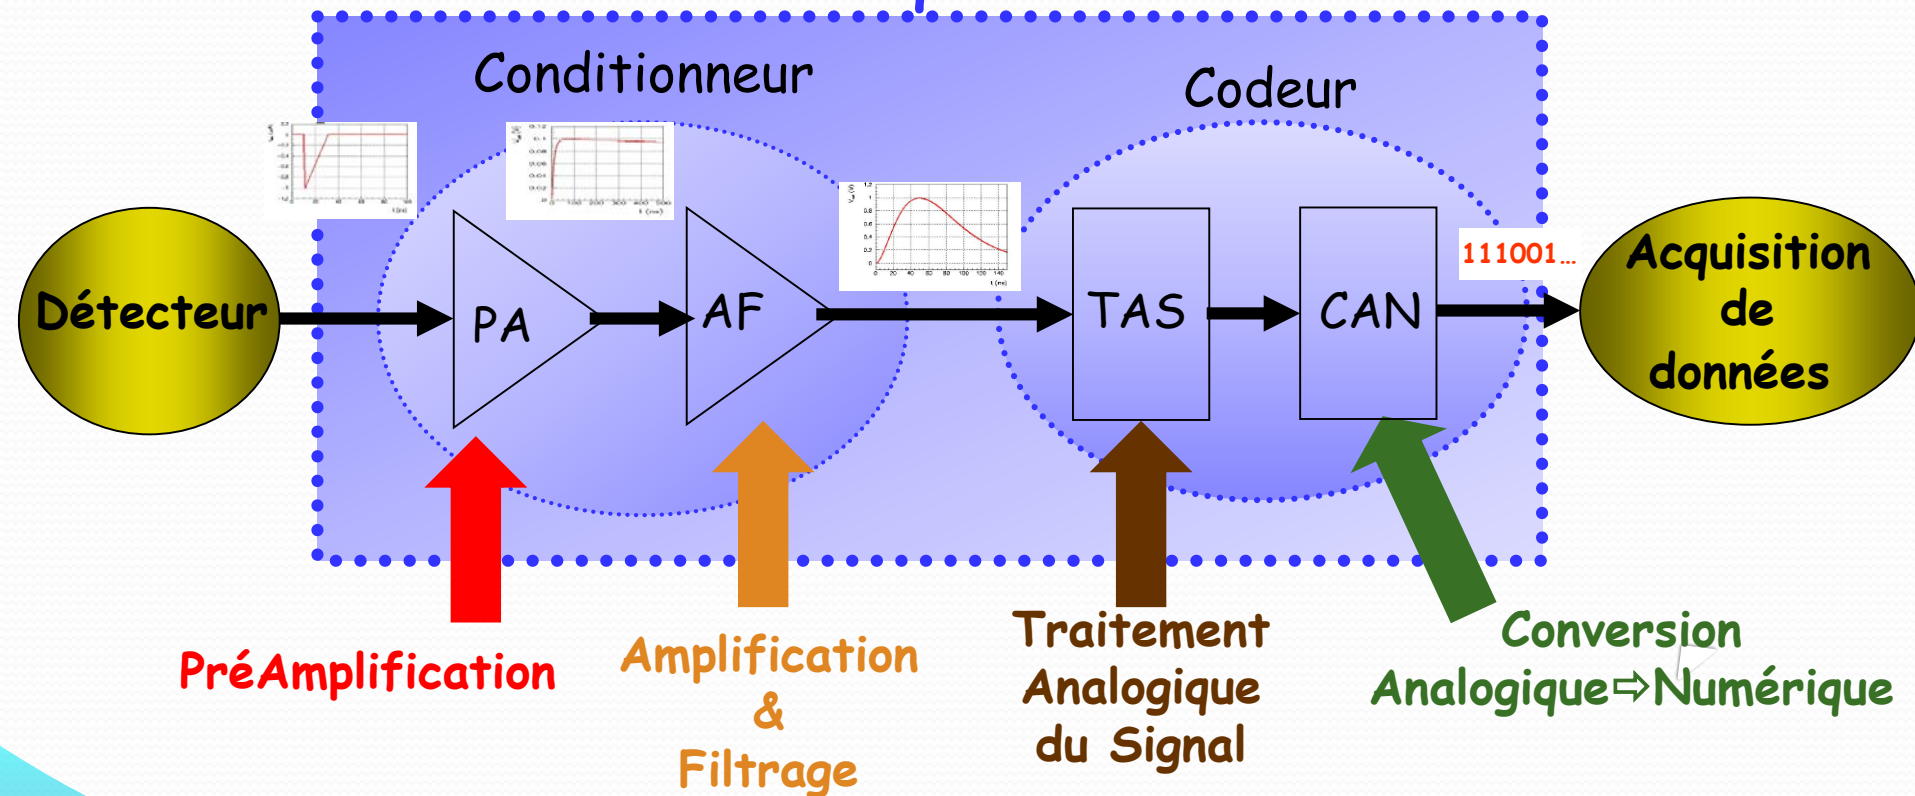 Conditionneur
Codeur
Détecteur
PA
AF
TAS
CAN
111001...
Acquisition
de
données
PréAmplification
Amplification
&
Filtrage
Traitement
Analogique
du Signal
Conversion
Analogique⇨Numérique